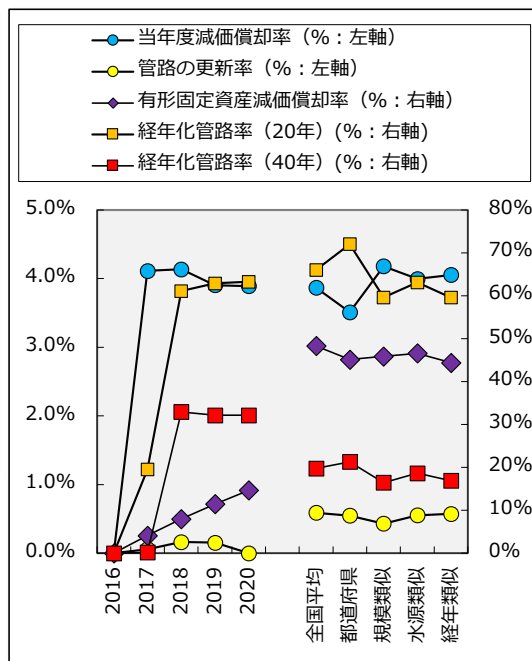 当年度減価償却率（%：左軸）
管路の更新率（%：左軸）
有形固定資産減価償却率（%：右軸）
経年化管路率（20年）(%：右軸)
経年化管路率（40年）(%：右軸)
5.0%
4.0%
3.0%
2.0%
1.0%
0.0%
80%
70%
60%
50%
40%
30%
20%
10%
0%
2016
2017
2018
2019
2020
全国平均
都道府県
規模類似
水源類似
経年類似